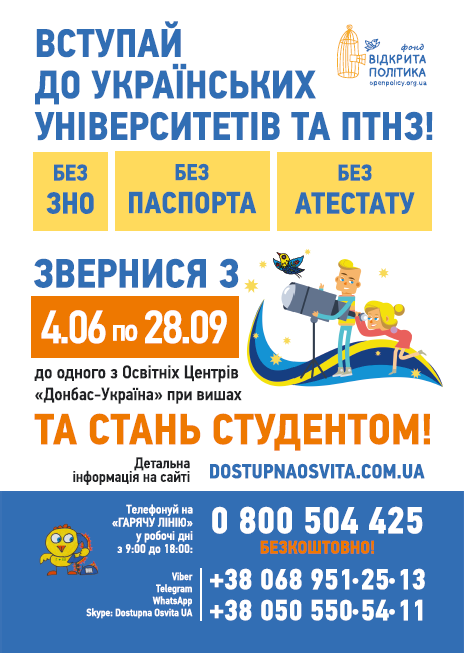 ВСТУПАЙ
ДО УКРАЇНСЬКИХ
УНІВЕРСИТЕТІВ ТА ПТНЗ!
фонд
ВІДКРИТА
ПОЛІТИКА
openpolicy.org.ua
БЕЗ
ЗНО
БЕЗ
ПАСПОРТА
БЕЗ
АТЕСТАТУ
ЗВЕРНИСЯ З
4.06 по 28.09
до одного з Освітніх Центрів
«Донбас-Україна» при вишах
ТА СТАНЬ СТУДЕНТОМ!
Детальна
інформація на сайті
DOSTUPNAOSVITA.COM.UA
Телефонуй на
«ГАРЯЧУ ЛІНІЮ»
у робочі дні
з 9:00 до 18:00:
0 800 504 425
БЕЗКОШТОВНО!
Viber
Telegram
WhatsApp
Skype: Dostupna Osvita UA
+38 068 951·25·13
+38 050 550·54·11